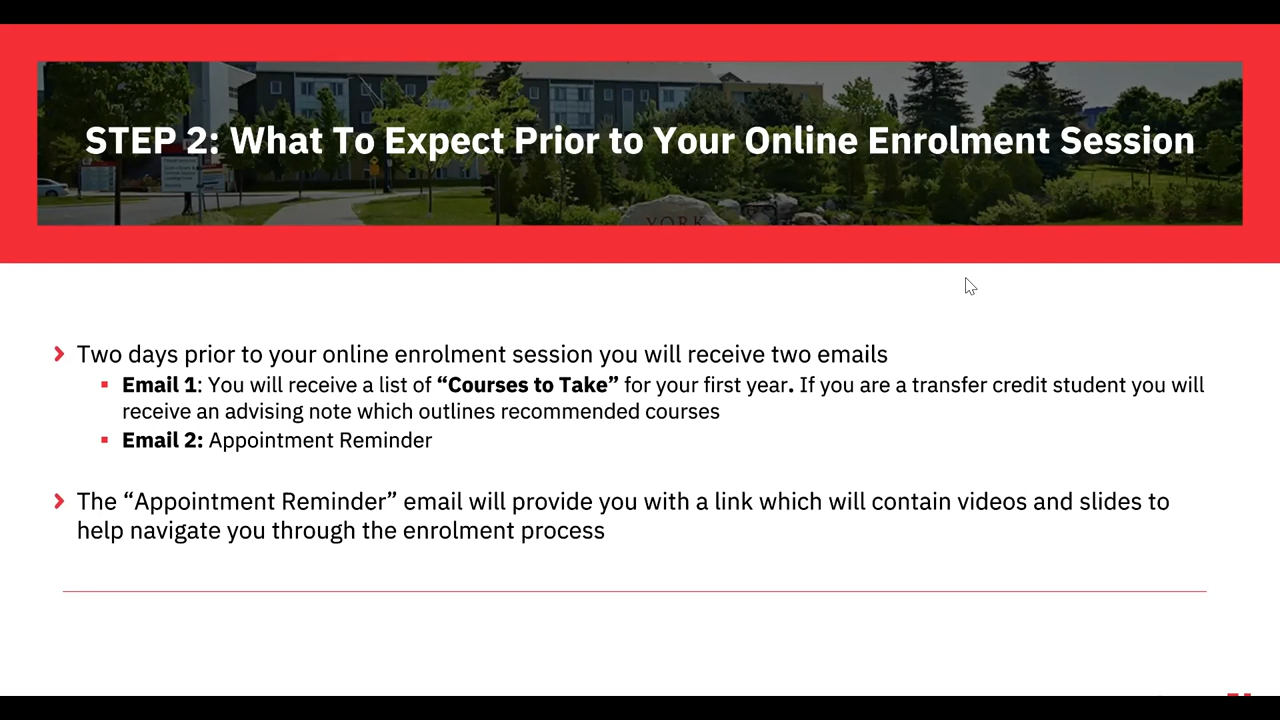 STEP 2: What To Expect Prior to Your Online Enrolment Session
YORK
Two days prior to your online enrolment session you will receive two emails
Email 1: You will receive a list of “Courses to Take” for your first year. If you are a transfer credit student you will
receive an advising note which outlines recommended courses
Email 2: Appointment Reminder
The “Appointment Reminder” email will provide you with a link which will contain videos and slides to
help navigate you through the enrolment process